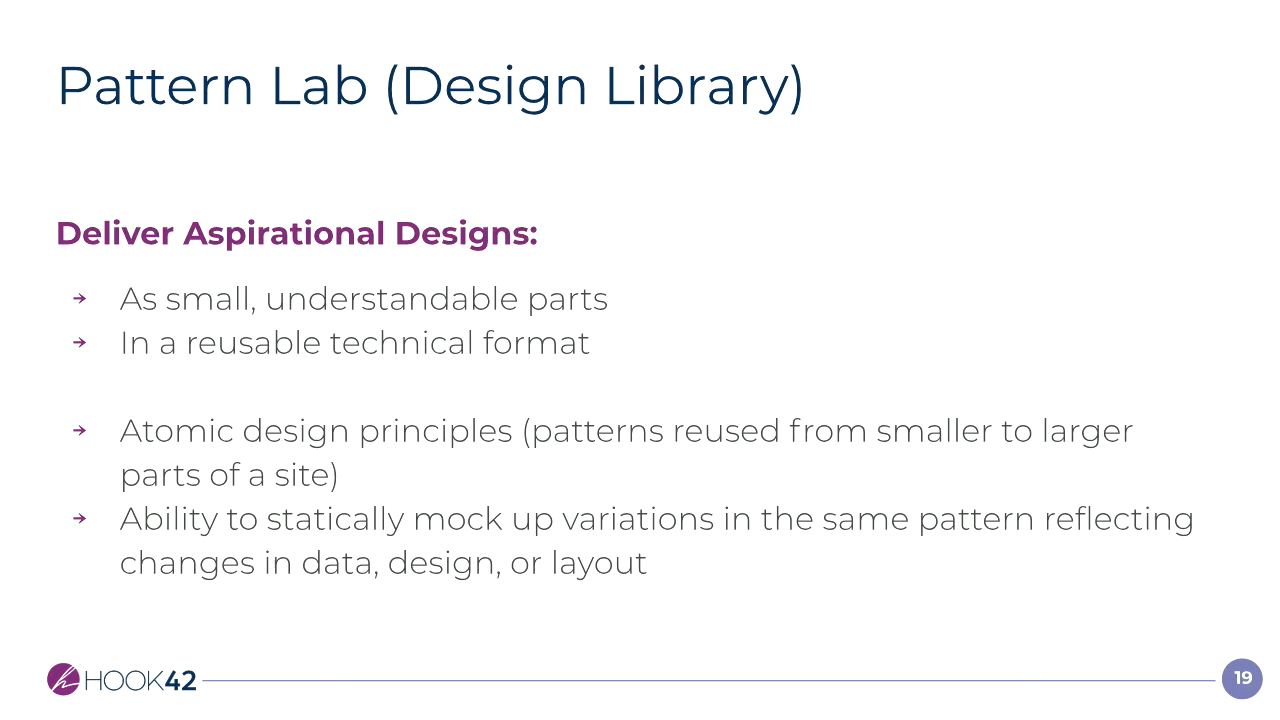 Pattern Lab (Design Library)
Deliver Aspirational Designs:
→ As small, understandable parts
→ In a reusable technical format
→ Atomic design principles (patterns reused from smaller to larger
parts of a site)
→ Ability to statically mock up variations in the same pattern reflecting
changes in data, design, or layout
HOOK42
19